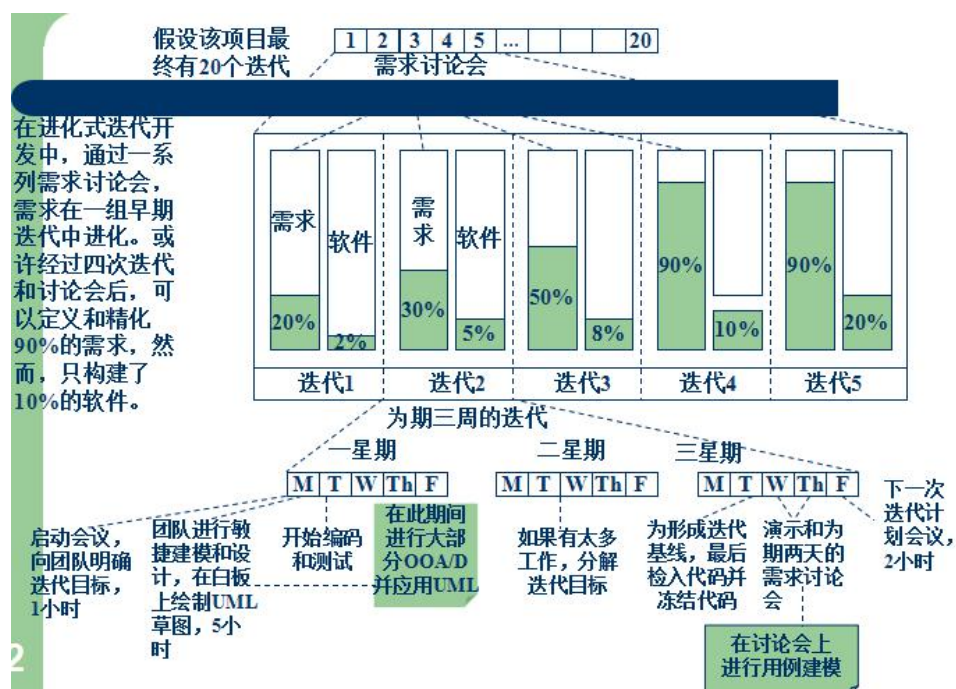 假设该项目最
终有20个迭代
1 2 3 4 5 ... 20
需求讨论会
在进化式迭代开
发中，通过一系
列需求讨论会，
需求在一组早期
迭代中进化。或
许经过四次迭代
和讨论会后，可
以定义和精化
90%的需求，然
而，只构建了
10%的软件。
需求
20%
软件
2%
需
求
30%
软件
5%
50%
8%
90%
10%
90%
20%
迭代1
迭代2
迭代3
迭代4
迭代5
为期三周的迭代
一星期
二星期
三星期
M T W Th F
M T W Th F
M T W Th F
启动会议，
向团队明确
迭代目标，
1小时
团队进行敏
捷建模和设
计，在白板
上绘制UML
草图，5小
时
开始编码
和测试
在此期间
进行大部
分OOA/D
并应用UML
如果有太多
工作，分解
迭代目标
为形成迭代
基线，最后
检入代码并
冻结代码
演示和为
期两天的
需求讨论
会
下一次
迭代计
划会议，
2小时
在讨论会上
进行用例建模
2